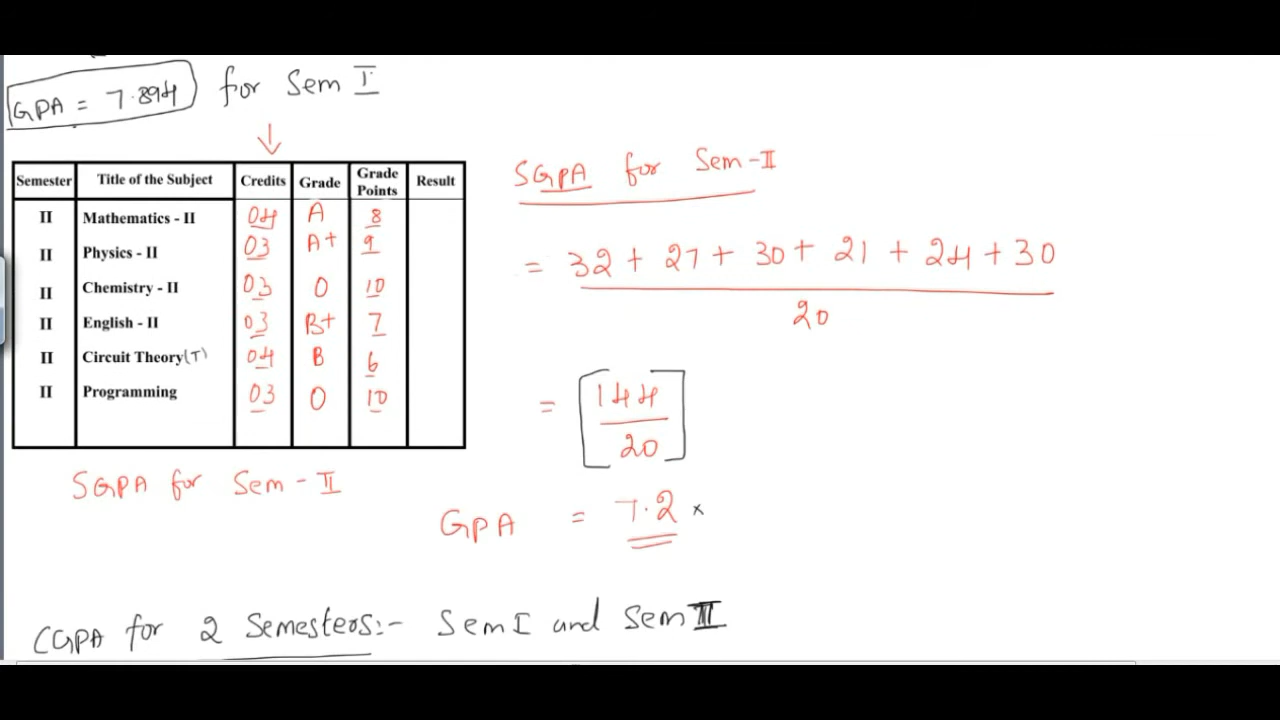 GPA = 7.894 for Sem I
Semester Title of the Subject Credits Grade Grade Points Result
II Mathematics - II 04 A 8
II Physics - II 03 A+ 9
II Chemistry - II 03 O 10
II English - II 03 B+ 7
II Circuit Theory(T) 04 B 6
II Programming 03 O 10
SGPA for Sem - II
SGPA for Sem-II
= 32 + 27 + 30 + 21 + 24 + 30
20
= [144
20]
GPA = 7.2 ×
CGPA for 2 Semesters:- Sem I and Sem II